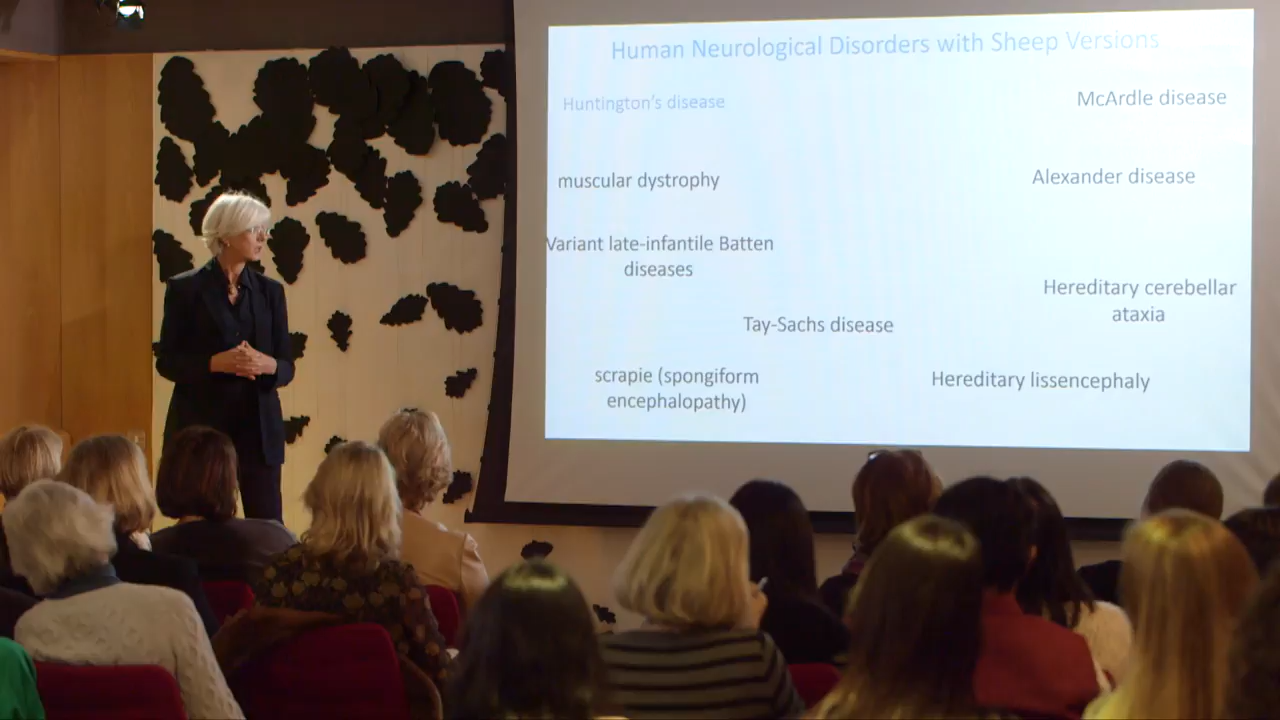 Human Neurological Disorders with Sheep Versions
Huntington's disease
McArdle disease
muscular dystrophy
Alexander disease
Variant late-infantile Batten
diseases
Hereditary cerebellar
ataxia
Tay-Sachs disease
scrapie (spongiform
encephalopathy)
Hereditary lissencephaly